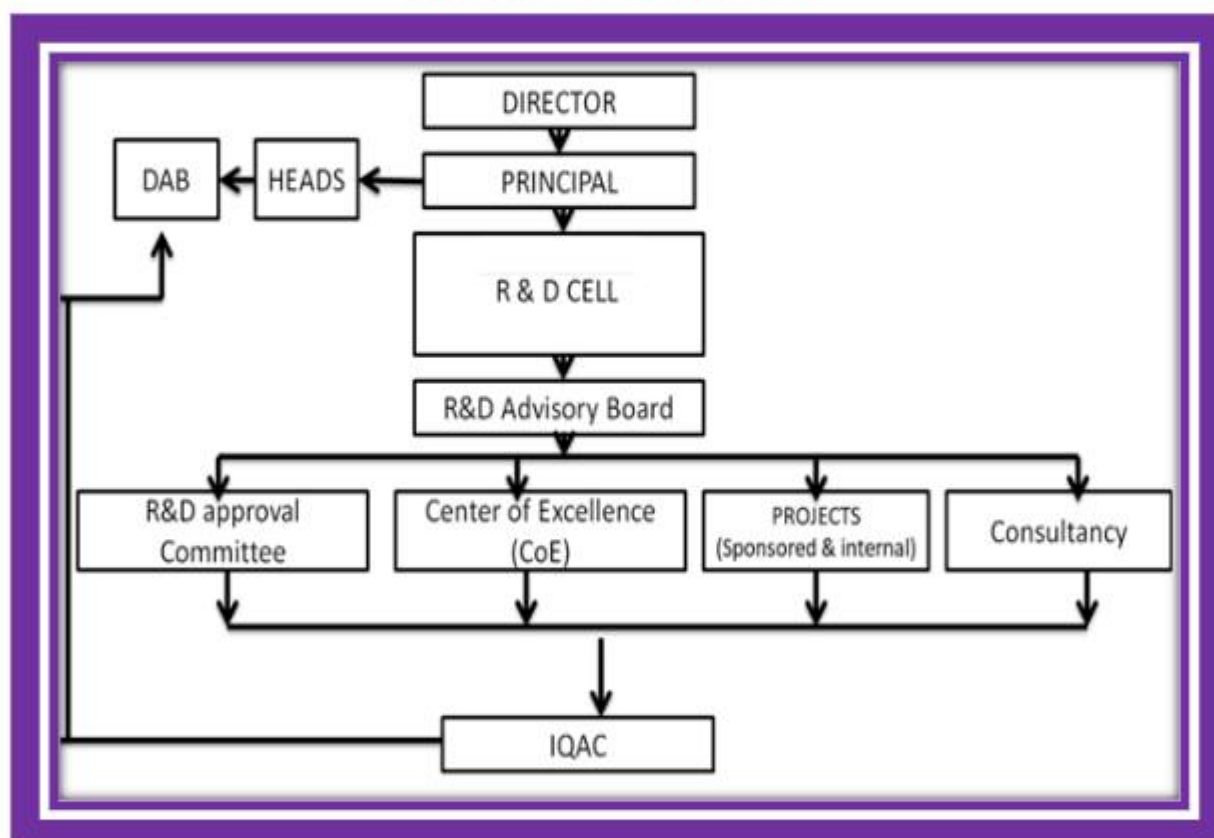 DIRECTOR
DAB
HEADS
PRINCIPAL
R & D CELL
R&D Advisory Board
R&D approval
Committee
Center of Excellence
(CoE)
PROJECTS
(Sponsored & internal)
Consultancy
IQAC